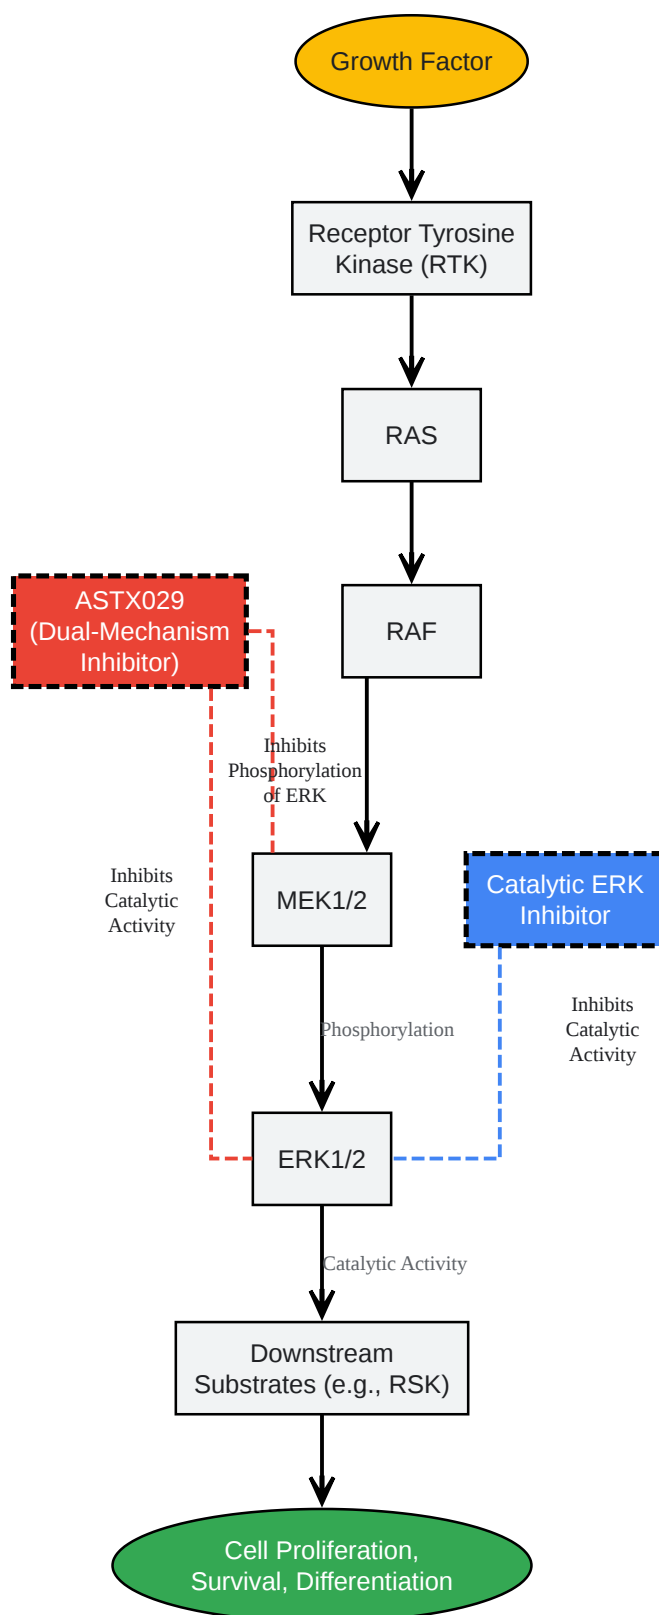 Growth Factor
Receptor Tyrosine
Kinase (RTK)
RAS
RAF
ASTX029
(Dual-Mechanism
Inhibitor)
Inhibits
Phosphorylation
of ERK
Inhibits
Catalytic
Activity
MEK1/2
Catalytic ERK
Inhibitor
Inhibits
Catalytic
Activity
Phosphorylation
ERK1/2
Catalytic Activity
Downstream
Substrates (e.g., RSK)
Cell Proliferation,
Survival, Differentiation